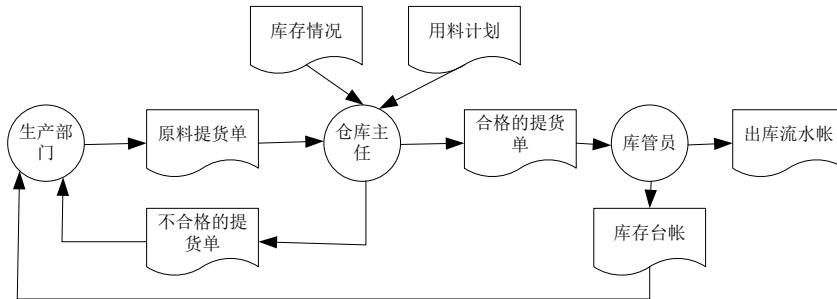 库存情况
用料计划
生产部
门
原料提货单
仓库主
任
合格的提货
单
库管员
出库流水帐
不合格的提
货单
库存台帐